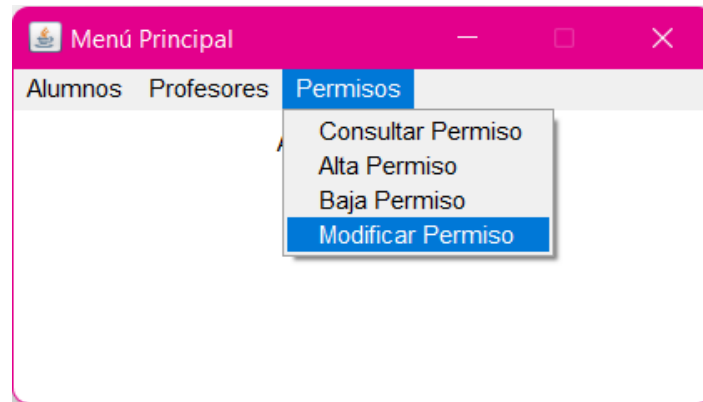 Menú Principal
Alumnos Profesores Permisos
Consultar Permiso
Alta Permiso
Baja Permiso
Modificar Permiso